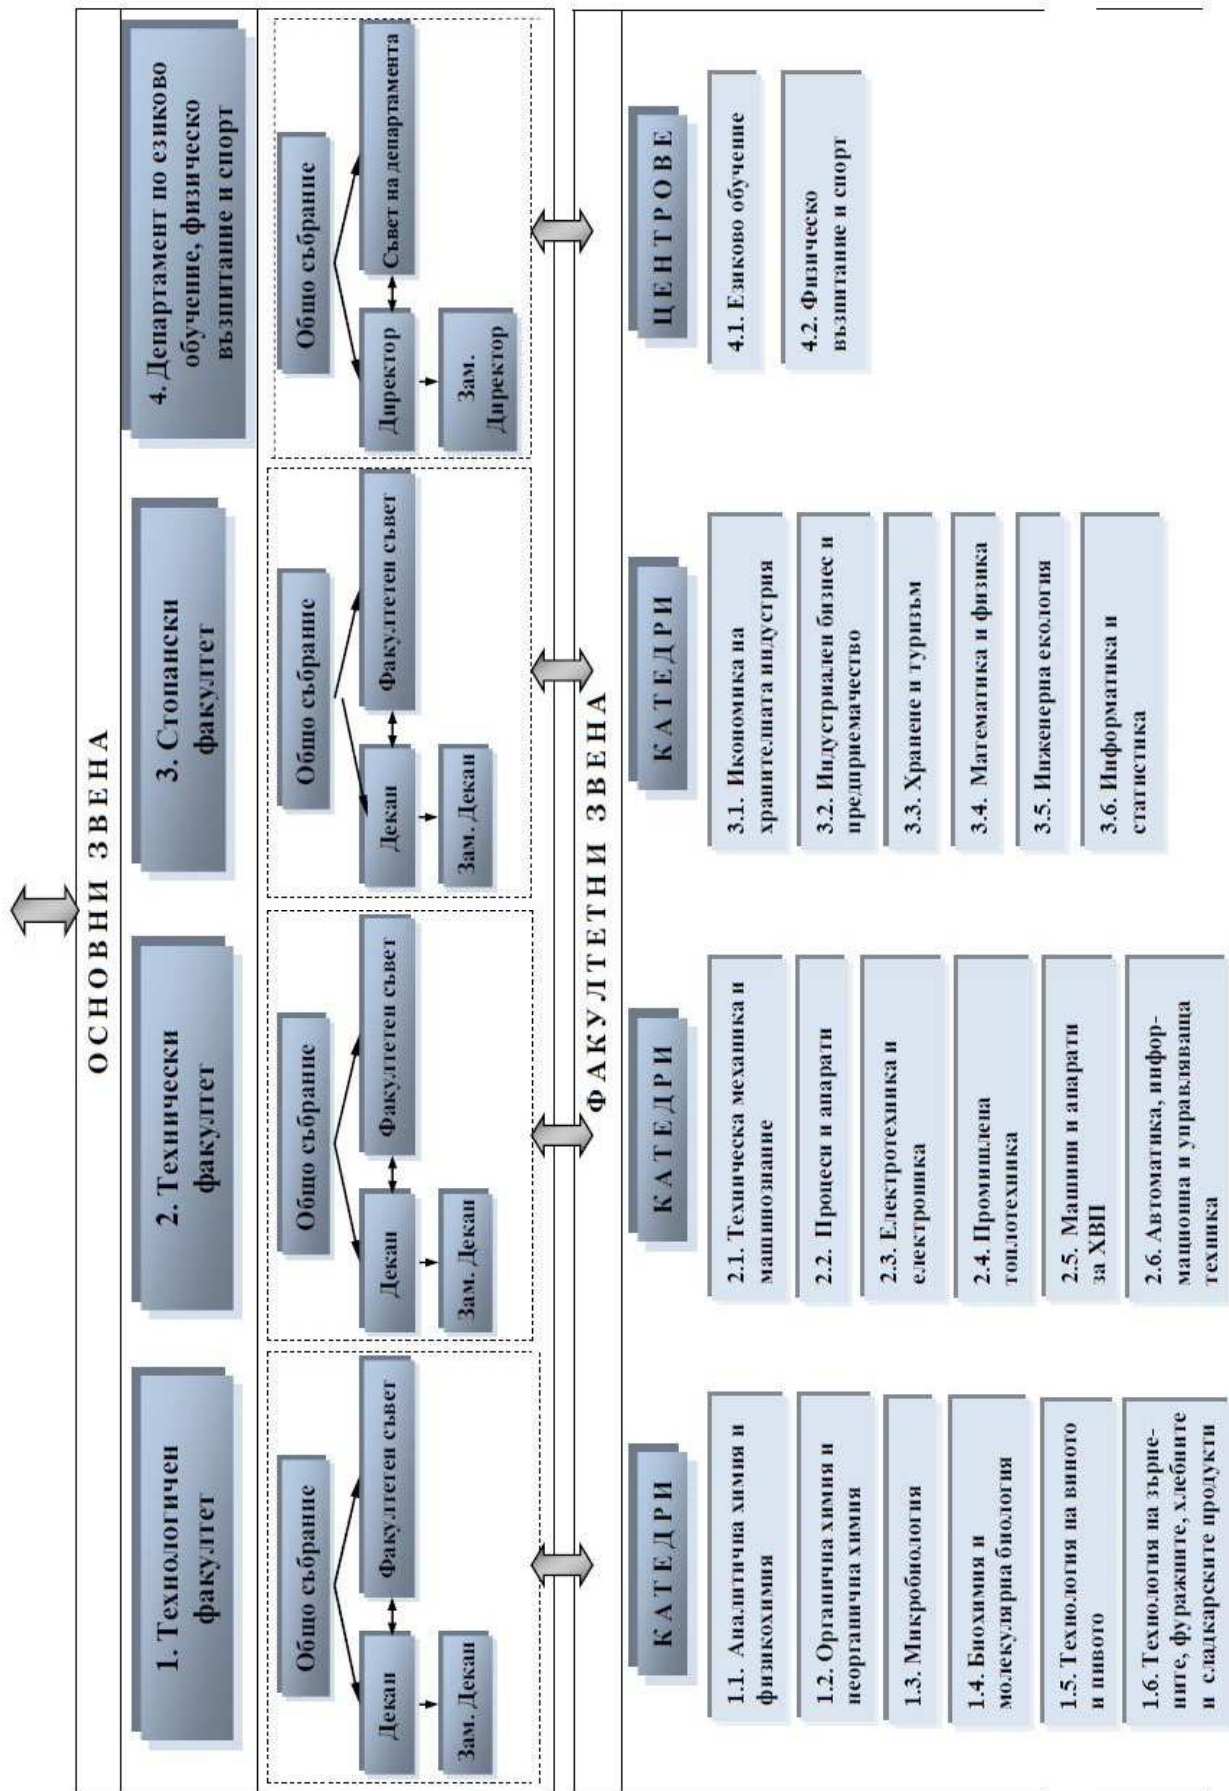 ОСНОВНИ ЗВЕНА
1. Технологичен
факултет
2. Технически
факултет
3. Стопански
факултет
4. Департамент по езиково
обучение, физическо
възпитание и спорт
Общо събрание
Декан
Факултетен съвет
Зам. Декан
Общо събрание
Декан
Факултетен съвет
Зам. Декан
Общо събрание
Декан
Факултетен съвет
Зам. Декан
Общо събрание
Директор
Съвет на департамента
Зам.
Директор
ФАКУЛТЕТНИ ЗВЕНА
КАТЕДРИ
1.1. Аналитична химия и
физикохимия
1.2. Органична химия и
неорганична химия
1.3. Микробиология
1.4. Биохимия и
молекулярна биология
1.5. Технология на виното
и пивото
1.6. Технология на зърне-
ните, фуражните, хлебните
и сладкарските продукти
КАТЕДРИ
2.1. Техническа механика и
машинознание
2.2. Процеси и апарати
2.3. Електротехника и
електроника
2.4. Промишлена
топлотехника
2.5. Машини и апарати
за ХВП
2.6. Автоматика, инфор-
мационна и управляваща
техника
КАТЕДРИ
3.1. Икономика на
хранителната индустрия
3.2. Индустриален бизнес и
предприемачество
3.3. Хранене и туризъм
3.4. Математика и физика
3.5. Инженерна екология
3.6. Информатика и
статистика
ЦЕНТРОВЕ
4.1. Езиково обучение
4.2. Физическо
възпитание и спорт